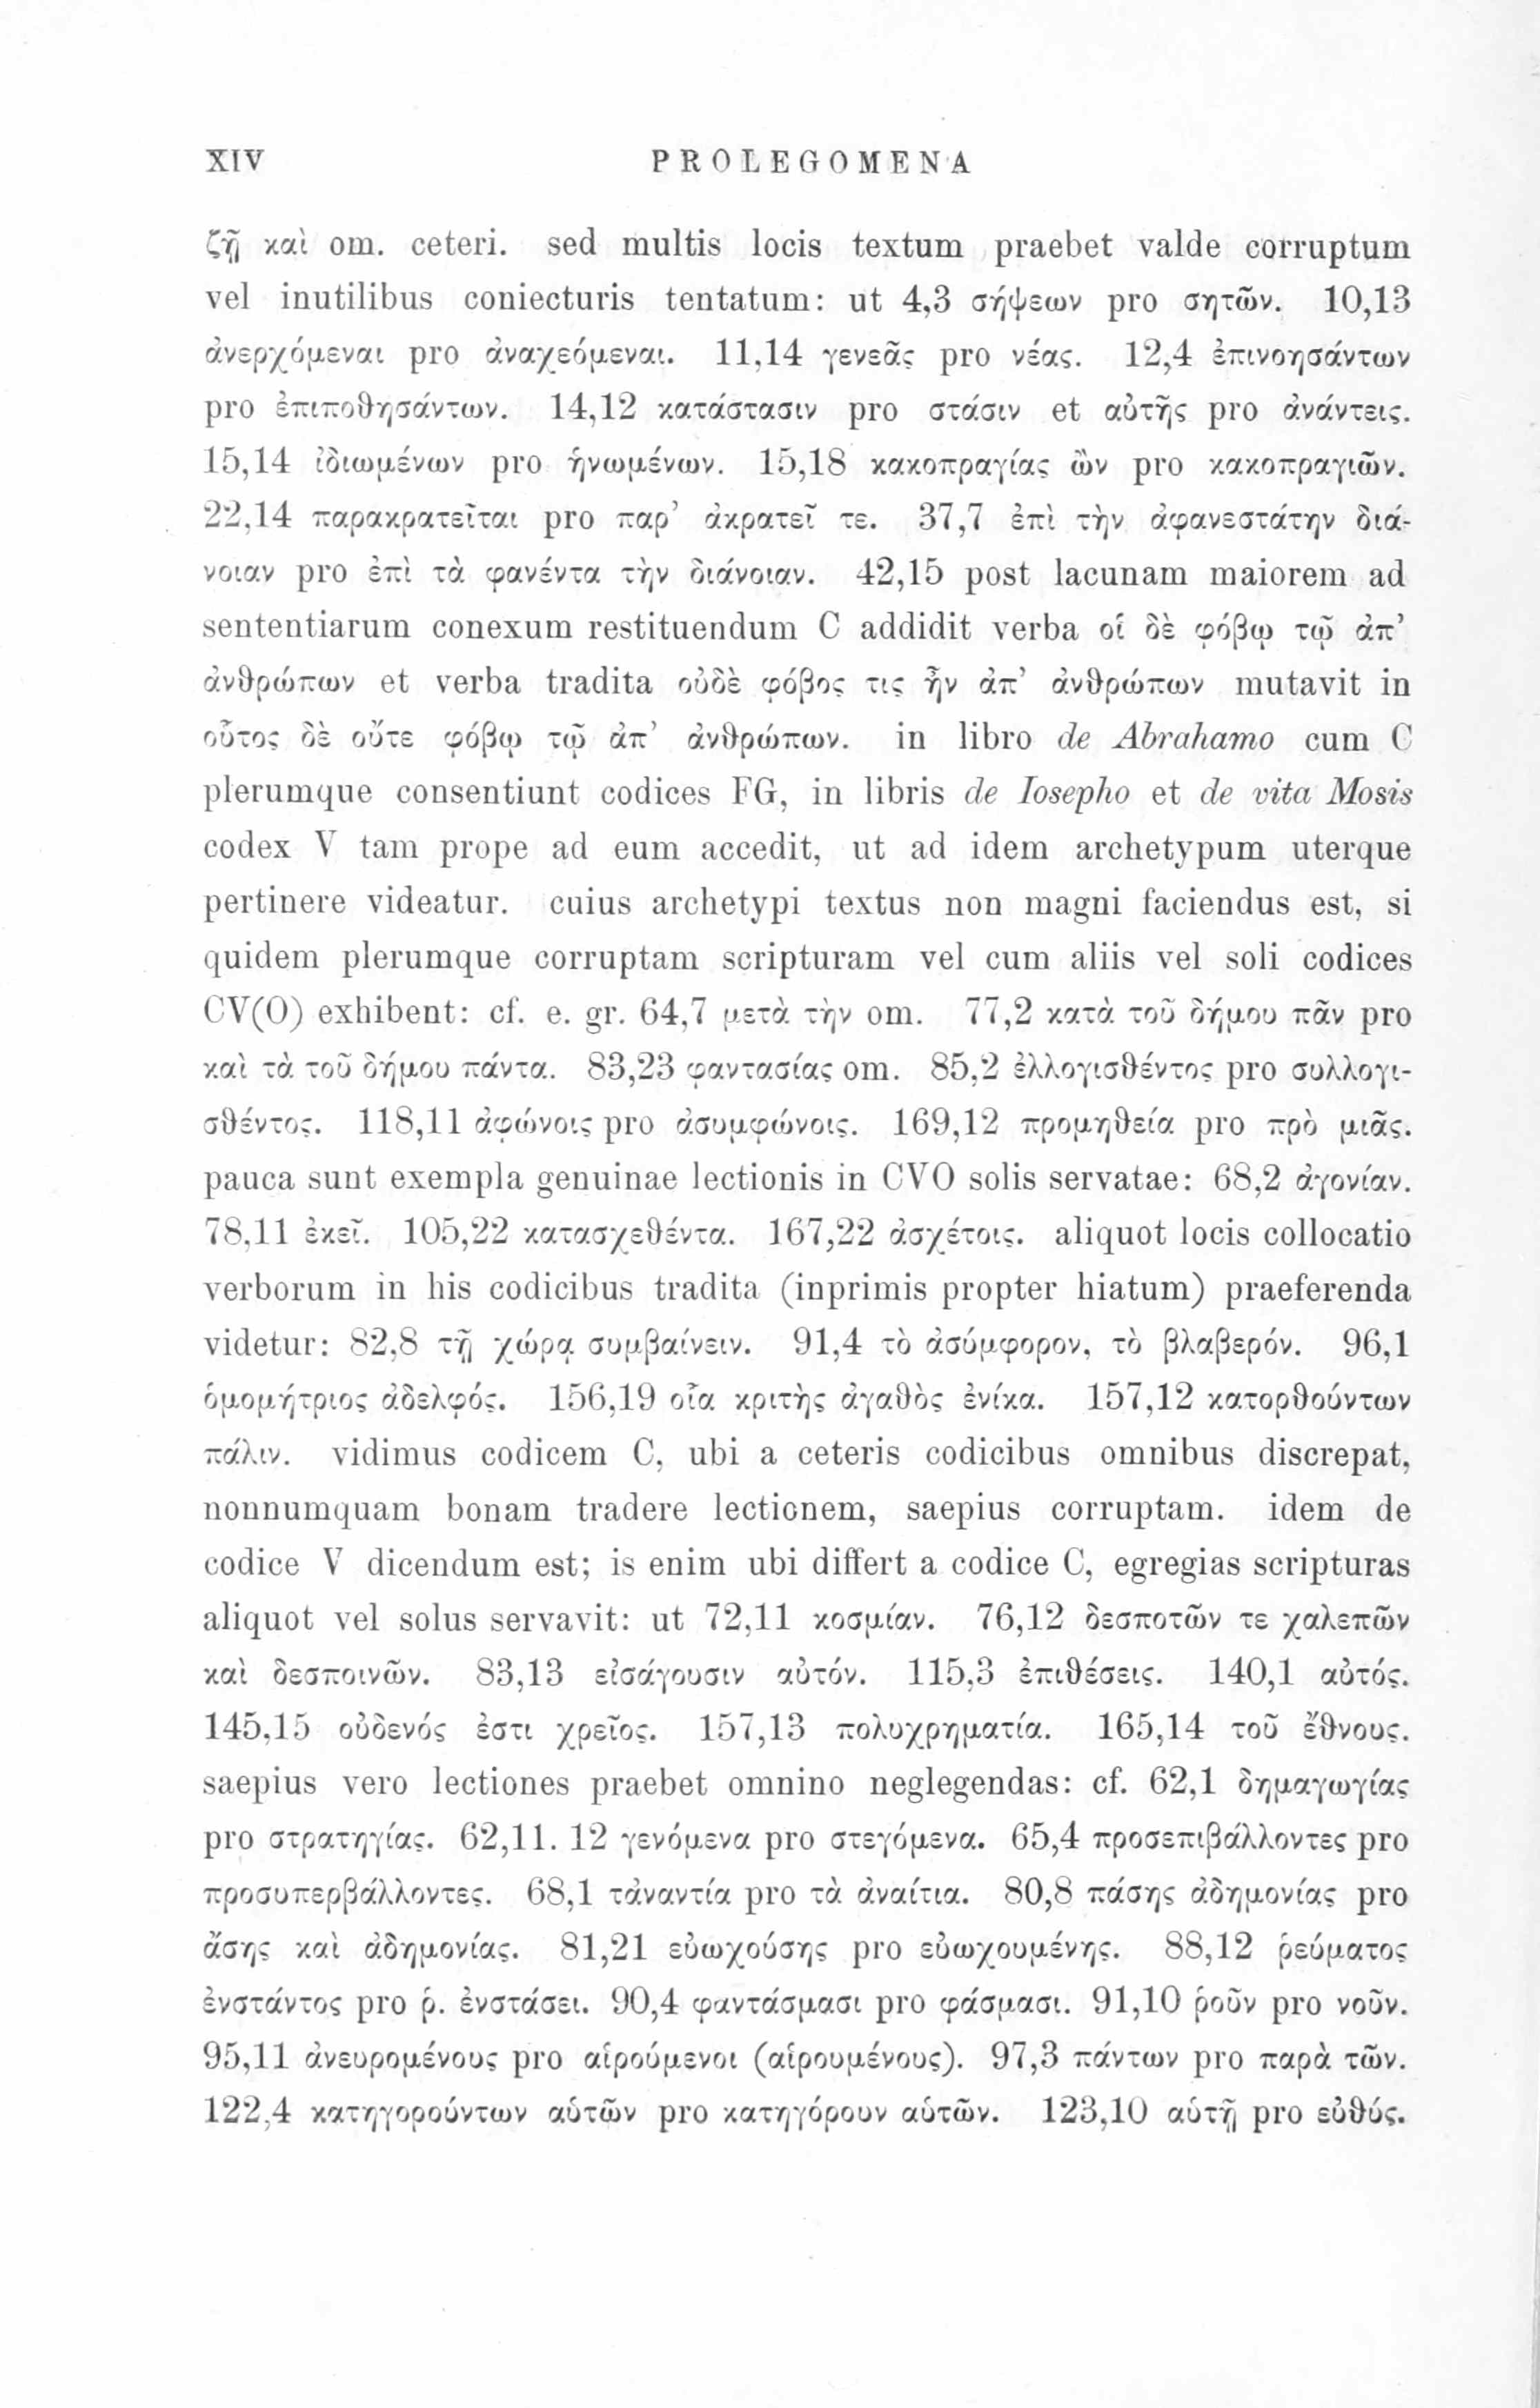 XIV PROLEGOMENA
ζῇ καὶ om. ceteri. sed multis locis textum praebet valde corruptum
vel inutilibus coniecturis tentatum: ut 4,3 σήψεων pro σητῶν. 10,13
ἀνερχόμεναι pro ἀναχεόμεναι. 11,14 γενεᾶς pro νέας. 12,4 ἐπινοησάντων
pro ἐπιποϑησάντων. 14,12 κατάστασιν pro στάσιν et αὐτῆς pro ἀνάντεις.
15,14 ἰδιωμένων pro ἡνωμένων. 15,18 κακοπραγίας ὢν pro κακοπραγιῶν.
22,14 παρακρατεῖται pro παρ’ ἀκρατεῖ τε. 37,7 ἐπὶ τὴν ἀφανεστάτην διά-
νοιαν pro ἐπὶ τὰ φανέντα τὴν διάνοιαν. 42,15 post lacunam maiorem ad
sententiarum conexum restituendum C addidit verba οἱ δὲ φόβῳ τῷ ἀπ’
ἀνϑρώπων et verba tradita οὐδὲ φόβος τις ἦν ἀπ’ ἀνϑρώπων mutavit in
οὗτος δὲ οὔτε φόβῳ τῷ ἀπ’ ἀνϑρώπων. in libro de Abrahamo cum C
plerumque consentiunt codices FG, in libris de Iosepho et de vita Mosis
codex V tam prope ad eum accedit, ut ad idem archetypum uterque
pertinere videatur. cuius archetypi textus non magni faciendus est, si
quidem plerumque corruptam scripturam vel cum aliis vel soli codices
CV(O) exhibent: cf. e. gr. 64,7 μετὰ τὴν om. 77,2 κατὰ τοῦ δήμου πᾶν pro
καὶ τὰ τοῦ δήμου πάντα. 83,23 φαντασίας om. 85,2 ἐλλογισϑέντος pro συλλογι-
σϑέντος. 118,11 ἀφώνοις pro ἀσυμφώνοις. 169,12 προμηϑεία pro πρὸ μιᾶς.
pauca sunt exempla genuinae lectionis in CVO solis servatae: 68,2 ἀγονίαν.
78,11 ἐκεῖ. 105,22 κατασχεϑέντα. 167,22 ἀσχέτοις. aliquot locis collocatio
verborum in his codicibus tradita (inprimis propter hiatum) praeferenda
videtur: 82,8 τῇ χώρᾳ συμβαίνειν. 91,4 τὸ ἀσύμφορον, τὸ βλαβερόν. 96,1
ὁμομήτριος ἀδελφός. 156,19 οἷα κριτὴς ἀγαϑὸς ἐνίκα. 157,12 κατορϑούντων
πάλιν. vidimus codicem C, ubi a ceteris codicibus omnibus discrepat,
nonnumquam bonam tradere lectionem, saepius corruptam. idem de
codice V dicendum est; is enim ubi differt a codice C, egregias scripturas
aliquot vel solus servavit: ut 72,11 κοσμίαν. 76,12 δεσποτῶν τε χαλεπῶν
καὶ δεσποινῶν. 83,13 εἰσάγουσιν αὐτόν. 115,3 ἐπιϑέσεις. 140,1 αὐτός.
145,15 οὐδενός ἐστι χρεῖος. 157,13 πολυχρηματία. 165,14 τοῦ ἔϑνους.
saepius vero lectiones praebet omnino neglegendas: cf. 62,1 δημαγωγίας
pro στρατηγίας. 62,11. 12 γενόμενα pro στεγόμενα. 65,4 προσεπιβάλλοντες pro
προσυπερβάλλοντες. 68,1 τἀναντία pro τὰ ἀναίτια. 80,8 πάσης ἀδημονίας pro
ἄσης καὶ ἀδημονίας. 81,21 εὐωχούσης pro εὐωχουμένης. 88,12 ῥεύματος
ἐνστάντος pro ῥ. ἐνστάσει. 90,4 φαντάσμασι pro φάσμασι. 91,10 ῥοῦν pro νοῦν.
95,11 ἀνευρομένους pro αἱρούμενοι (αἱρουμένους). 97,3 πάντων pro παρὰ τῶν.
122,4 κατηγορούντων αὑτῶν pro κατηγόρουν αὑτῶν. 123,10 αὑτῇ pro εὐϑύς.